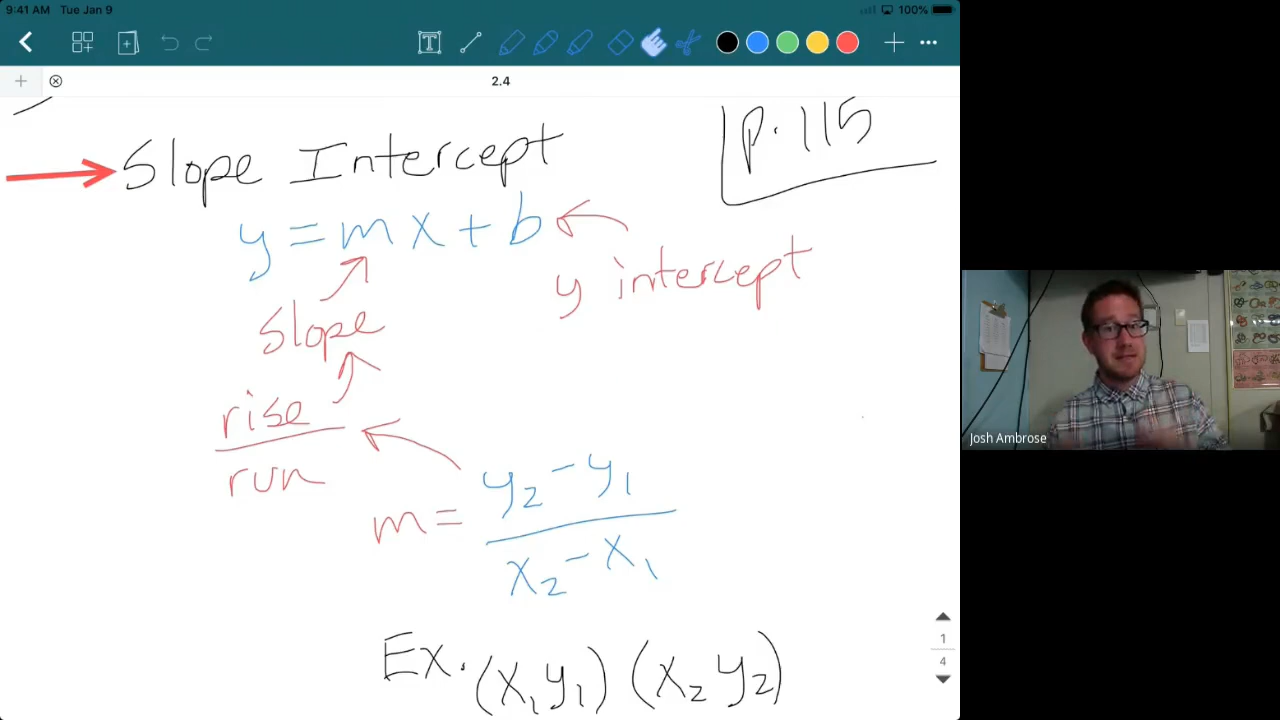 9:41 AM Tue Jan 9
100%
2.4
p. 115
Slope Intercept
y = mx + b
y intercept
slope
rise
run
m = y₂ - y₁
x₂ - x₁
Ex. (x₁ y₁) (x₂ y₂)
1
4
Josh Ambrose